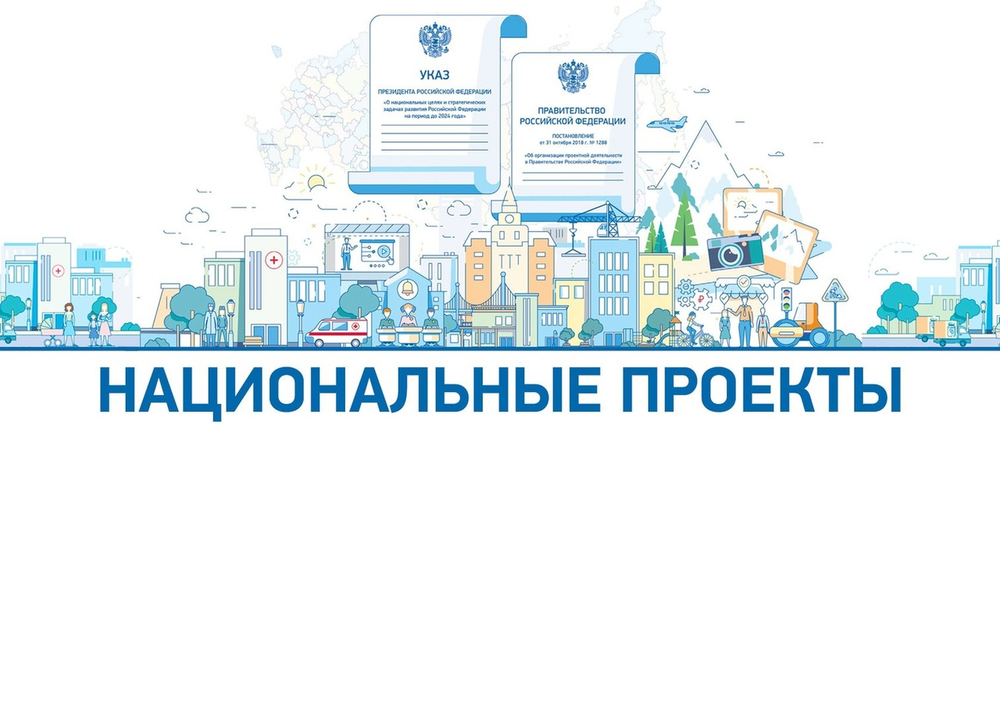 УКАЗ
ПРЕЗИДЕНТА РОССИЙСКОЙ ФЕДЕРАЦИИ
«О национальных целях и стратегических
задачах развития Российской Федерации
на период до 2024 года»
ПРАВИТЕЛЬСТВО
РОССИЙСКОЙ ФЕДЕРАЦИИ
ПОСТАНОВЛЕНИЕ
от 31 октября 2018 г. № 1288
«Об организации проектной деятельности
в Правительстве Российской Федерации»
₽
НАЦИОНАЛЬНЫЕ ПРОЕКТЫ